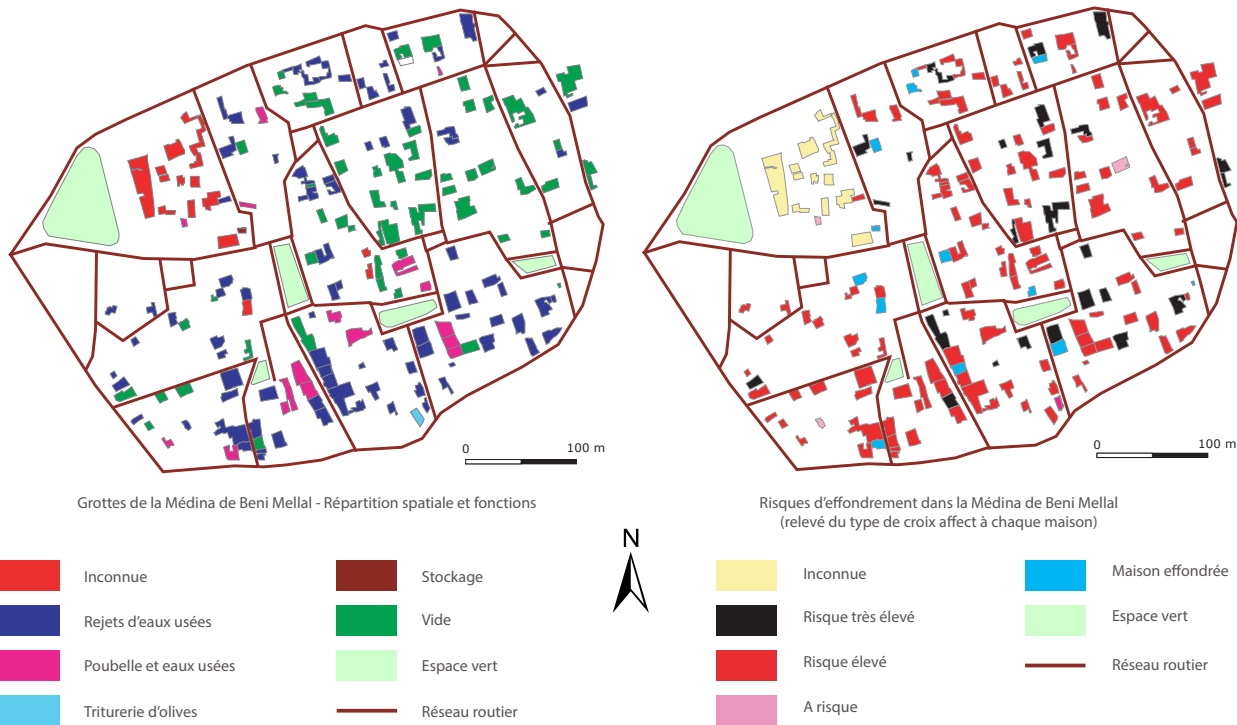 0 100 m
0 100 m
Grottes de la Médina de Beni Mellal - Répartition spatiale et fonctions
Risques d'effondrement dans la Médina de Beni Mellal
(relevé du type de croix affect à chaque maison)
N
Inconnue
Rejets d'eaux usées
Poubelle et eaux usées
Triturerie d'olives
Stockage
Vide
Espace vert
Réseau routier
Inconnue
Risque très élevé
Risque élevé
A risque
Maison effondrée
Espace vert
Réseau routier